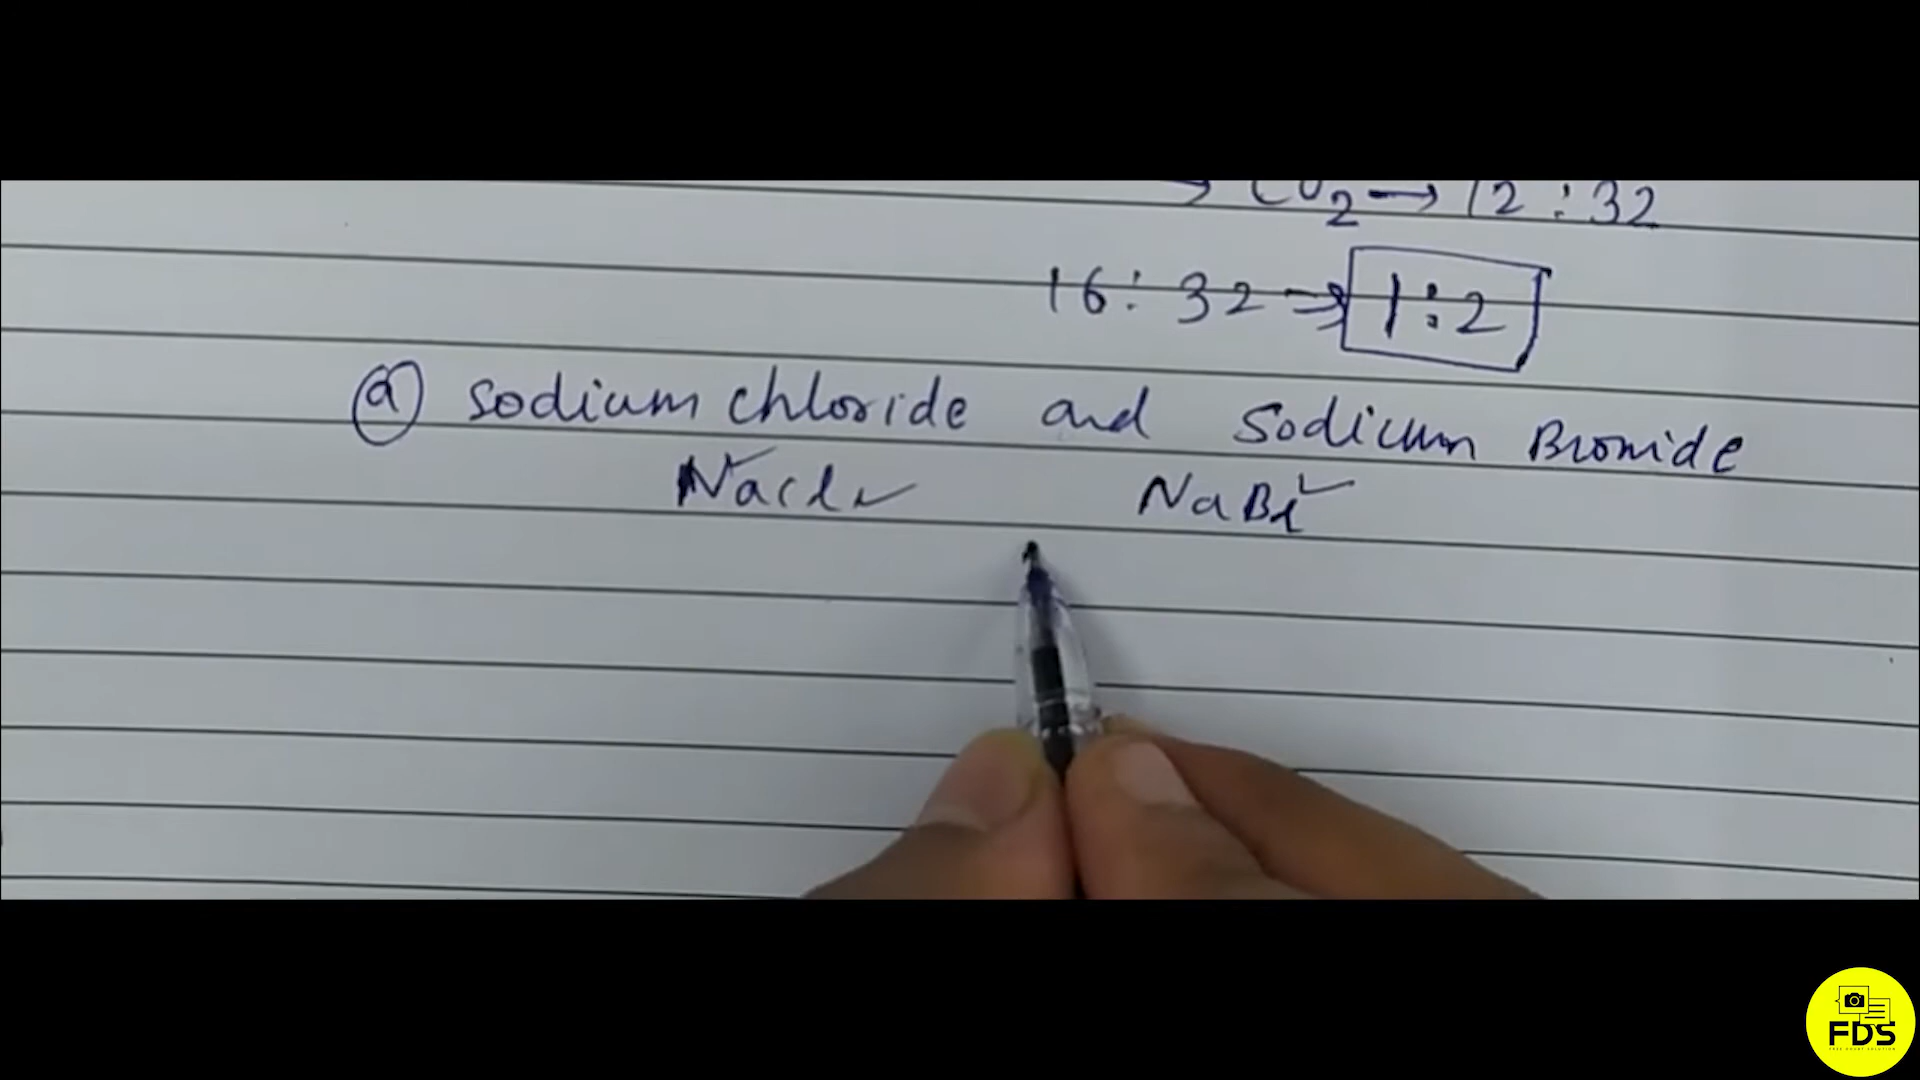 → CO2 → 12 : 32
16 : 32 ⇒ 1 : 2
a) sodium chloride and Sodium Bromide
NaCl NaBr
FDS